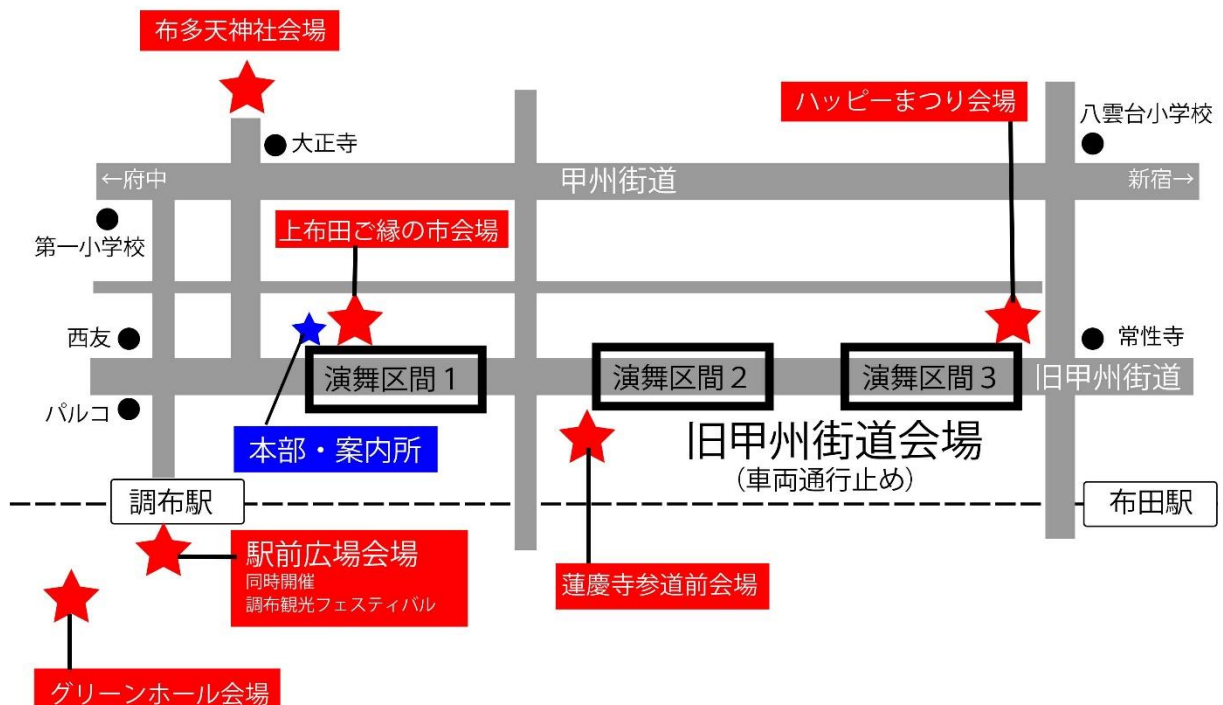 布多天神社会場
ハッピーまつり会場
八雲台小学校
大正寺
←府中
甲州街道
新宿→
第一小学校
上布田ご縁の市会場
西友
常性寺
演舞区間１
演舞区間２
演舞区間３
旧甲州街道
パルコ
本部・案内所
旧甲州街道会場
(車両通行止め)
調布駅
布田駅
駅前広場会場
同時開催
調布観光フェスティバル
蓮慶寺参道前会場
グリーンホール会場